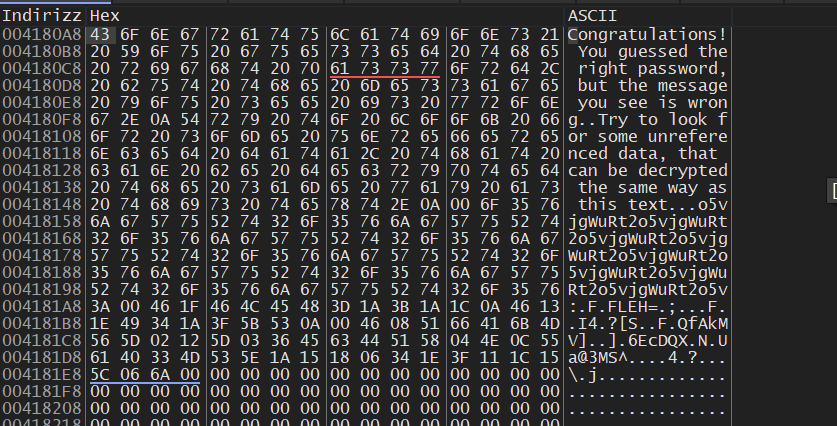 Indirizz Hex ASCII
004180A8 43 6F 6E 67 72 61 74 75 6C 61 74 69 6F 6E 73 21 Congratulations!
004180B8 20 59 6F 75 20 67 75 65 73 73 65 64 20 74 68 65 You guessed the
004180C8 20 72 69 67 68 74 20 70 61 73 73 77 6F 72 64 2C right password,
004180D8 20 62 75 74 20 74 68 65 20 6D 65 73 73 61 67 65 but the message
004180E8 20 79 6F 75 20 73 65 65 20 69 73 20 77 72 6F 6E you see is wron
004180F8 67 2E 0A 54 72 79 20 74 6F 20 6C 6F 6F 6B 20 66 g..Try to look f
00418108 6F 72 20 73 6F 6D 65 20 75 6E 72 65 66 65 72 65 or some unrefere
00418118 6E 63 65 64 20 64 61 74 61 2C 20 74 68 61 74 20 nced data, that
00418128 63 61 6E 20 62 65 20 64 65 63 72 79 70 74 65 64 can be decrypted
00418138 20 74 68 65 20 73 61 6D 65 20 77 61 79 20 61 73 the same way as
00418148 20 74 68 69 73 20 74 65 78 74 2E 0A 00 6F 35 76 this text...o5v
00418158 6A 67 57 75 52 74 32 6F 35 76 6A 67 57 75 52 74 jgWuRt2o5vjgWuRt
00418168 32 6F 35 76 6A 67 57 75 52 74 32 6F 35 76 6A 67 2o5vjgWuRt2o5vjg
00418178 57 75 52 74 32 6F 35 76 6A 67 57 75 52 74 32 6F WuRt2o5vjgWuRt2o
00418188 35 76 6A 67 57 75 52 74 32 6F 35 76 6A 67 57 75 5vjgWuRt2o5vjgWu
00418198 52 74 32 6F 35 76 6A 67 57 75 52 74 32 6F 35 76 Rt2o5vjgWuRt2o5v
004181A8 3A 00 46 1F 46 4C 45 48 3D 1A 3B 1A 1C 0A 46 13 :.F.FLEH=.;...F.
004181B8 1E 49 34 1A 3F 5B 53 0A 00 46 08 51 66 41 6B 4D .I4.?[S..F.QfAkM
004181C8 56 5D 02 12 5D 03 36 45 63 44 51 58 04 4E 0C 55 V]..].6EcDQX.N.U
004181D8 61 40 33 4D 53 5E 1A 15 18 06 34 1E 3F 11 1C 15 a@3MS^....4.?...
004181E8 5C 06 6A 00 00 00 00 00 00 00 00 00 00 00 00 00 \.j.............
004181F8 00 00 00 00 00 00 00 00 00 00 00 00 00 00 00 00 ................
00418208 00 00 00 00 00 00 00 00 00 00 00 00 00 00 00 00 ................